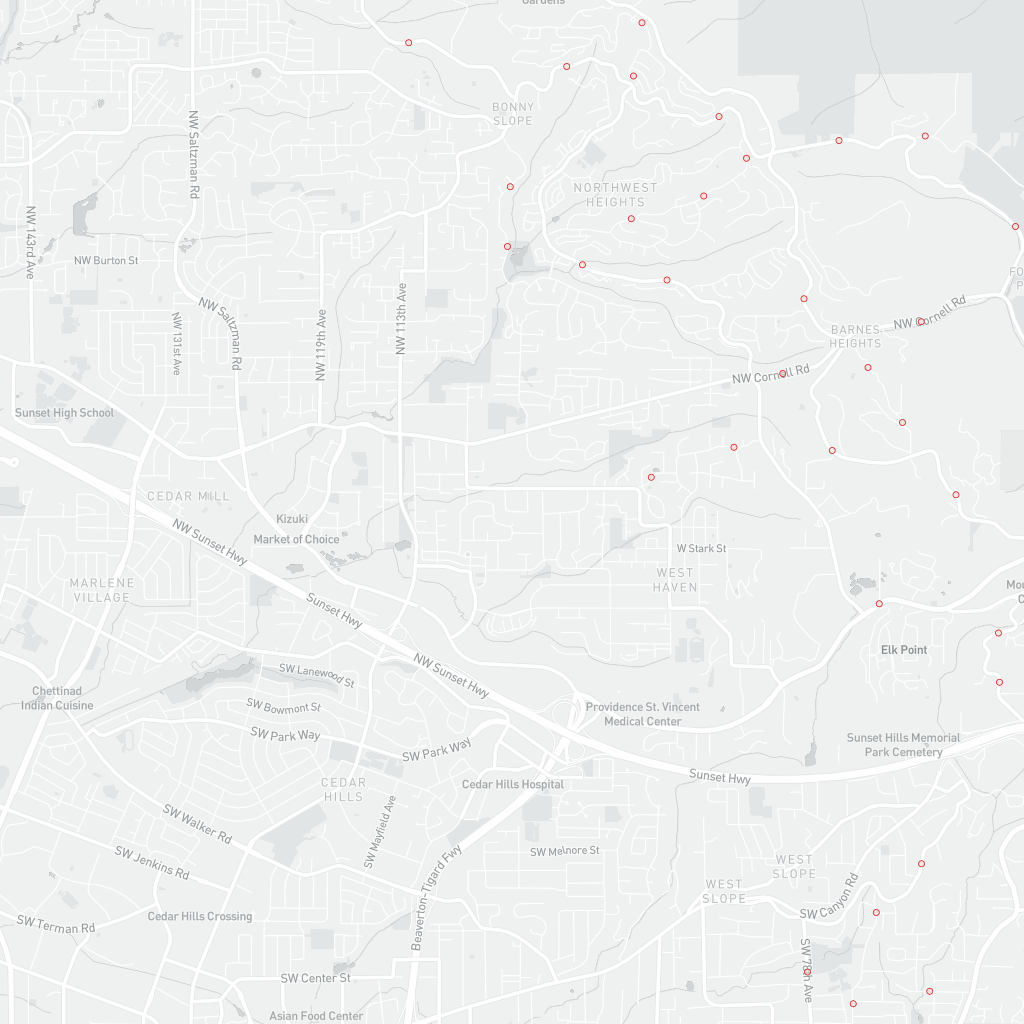 Gardens
BONNY
SLOPE
NW Saltzman Rd
NORTHWEST
HEIGHTS
NW 143rd Ave
NW Burton St
NW 113th Ave
NW Saltzman Rd
NW 131st Ave
NW 119th Ave
NW Cornell Rd
BARNES
HEIGHTS
NW Cornell Rd
Sunset High School
CEDAR MILL
Kizuki
Market of Choice
NW Sunset Hwy
W Stark St
WEST
HAVEN
MARLENE
VILLAGE
Sunset Hwy
Elk Point
NW Sunset Hwy
SW Lanewood St
Chettinad
Indian Cuisine
SW Bowmont St
Providence St. Vincent
Medical Center
SW Park Way
SW Park Way
Sunset Hills Memorial
Park Cemetery
Sunset Hwy
CEDAR
HILLS
Cedar Hills Hospital
SW Walker Rd
SW Mayfield Ave
SW Melnore St
SW Jenkins Rd
WEST
SLOPE
WEST
SLOPE
SW Canyon Rd
Beaverton-Tigard Fwy
Cedar Hills Crossing
SW Terman Rd
SW 78th Ave
SW Center St
Asian Food Center